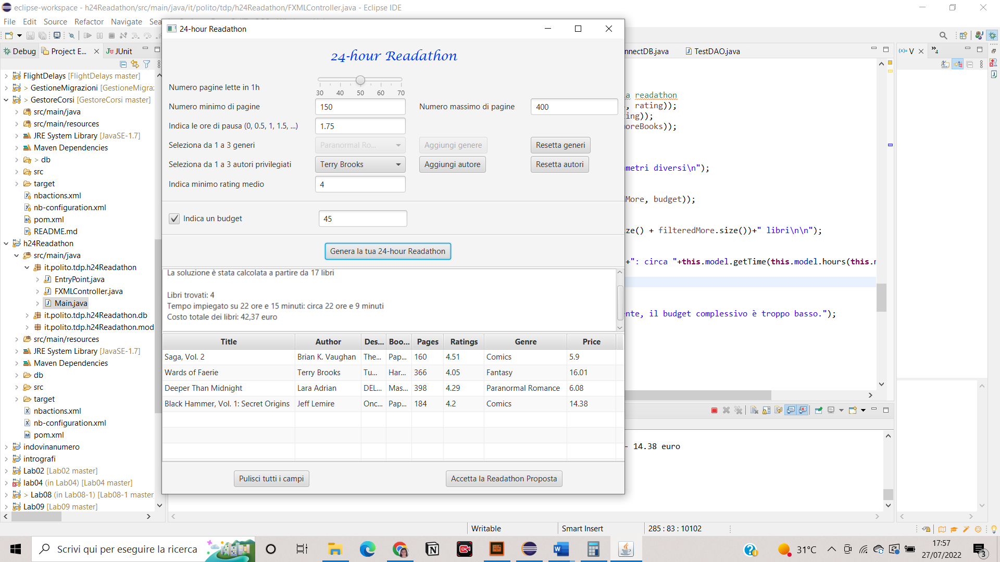 eclipse-workspace - h24Readathon/src/main/java/it/polito/tdp/h24Readathon/FXMLController.java - Eclipse IDE
File Edit Source Refactor Navigate Sea
24-hour Readathon
Debug
Project E...
JUnit
nnectDB.java
TestDAO.java
V
4
FlightDelays [FlightDelays master]
> GestioneMigrazioni [GestioneMigra
GestoreCorsi [GestoreCorsi master]
src/main/java
src/main/resources
JRE System Library [JavaSE-1.7]
Maven Dependencies
> db
src
target
nbactions.xml
nb-configuration.xml
pom.xml
README.md
h24Readathon
src/main/java
it.polito.tdp.h24Readathon
EntryPoint.java
FXMLController.java
Main.java
it.polito.tdp.h24Readathon.db
it.polito.tdp.h24Readathon.mod
src/main/resources
JRE System Library [JavaSE-1.7]
Maven Dependencies
db
src
target
nbactions.xml
nb-configuration.xml
pom.xml
indovinanumero
intrografi
Lab02 [Lab02 master]
lab04 (in Lab04) [Lab04 master]
> Lab08 (in Lab08-1) [Lab08-1 master
Lab09 [Lab09 master]
24-hour Readathon
Numero pagine lette in 1h
30 40 50 60 70
Numero minimo di pagine 150 Numero massimo di pagine 400
Indica le ore di pausa (0, 0.5, 1, 1.5, ...) 1.75
Seleziona da 1 a 3 generi Paranormal Ro... Aggiungi genere Resetta generi
Seleziona da 1 a 3 autori privilegiati Terry Brooks Aggiungi autore Resetta autori
Indica minimo rating medio 4
Indica un budget 45
Genera la tua 24-hour Readathon
La soluzione è stata calcolata a partire da 17 libri
Libri trovati: 4
Tempo impiegato su 22 ore e 15 minuti: circa 22 ore e 9 minuti
Costo totale dei libri: 42,37 euro
Title Author Des... Boo... Pages Ratings Genre Price
Saga, Vol. 2 Brian K. Vaughan The... Pap... 160 4.51 Comics 5.9
Wards of Faerie Terry Brooks Tu... Har... 366 4.05 Fantasy 16.01
Deeper Than Midnight Lara Adrian DEL... Mas... 398 4.29 Paranormal Romance 6.08
Black Hammer, Vol. 1: Secret Origins Jeff Lemire Onc... Pap... 184 4.2 Comics 14.38
Pulisci tutti i campi Accetta la Readathon Proposta
a readathon
, rating));
ing));
oreBooks));
metri diversi\n");
More, budget));
ze() + filteredMore.size())+" libri\n\n");
+": circa "+this.model.getTime(this.model.hours(this.r
nte, il budget complessivo è troppo basso.");
- 14.38 euro
Writable Smart Insert 285 : 83 : 10102
Scrivi qui per eseguire la ricerca
31°C
17:57
27/07/2022
3